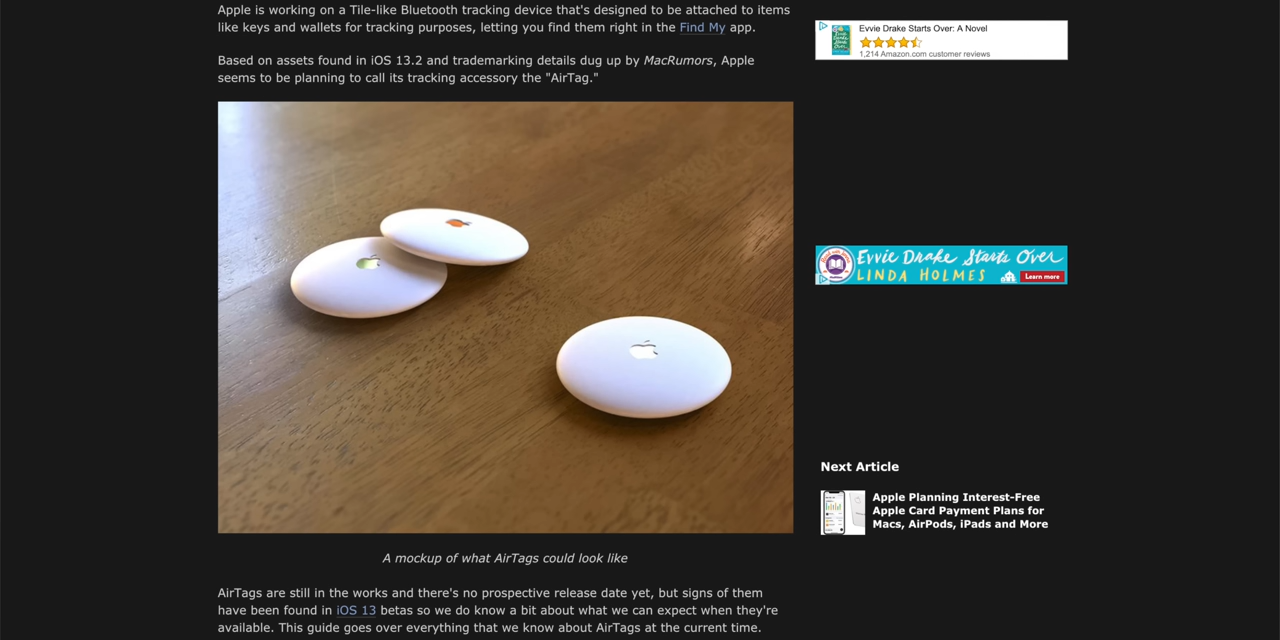 Apple is working on a Tile-like Bluetooth tracking device that's designed to be attached to items
like keys and wallets for tracking purposes, letting you find them right in the Find My app.
Based on assets found in iOS 13.2 and trademarking details dug up by MacRumors, Apple
seems to be planning to call its tracking accessory the "AirTag."
A mockup of what AirTags could look like
AirTags are still in the works and there's no prospective release date yet, but signs of them
have been found in iOS 13 betas so we do know a bit about what we can expect when they're
available. This guide goes over everything that we know about AirTags at the current time.
Evvie Drake Starts Over: A Novel
1,214 Amazon.com customer reviews
Evvie Drake Starts Over
LINDA HOLMES
Learn more
Next Article
Apple Planning Interest-Free
Apple Card Payment Plans for
Macs, AirPods, iPads and More